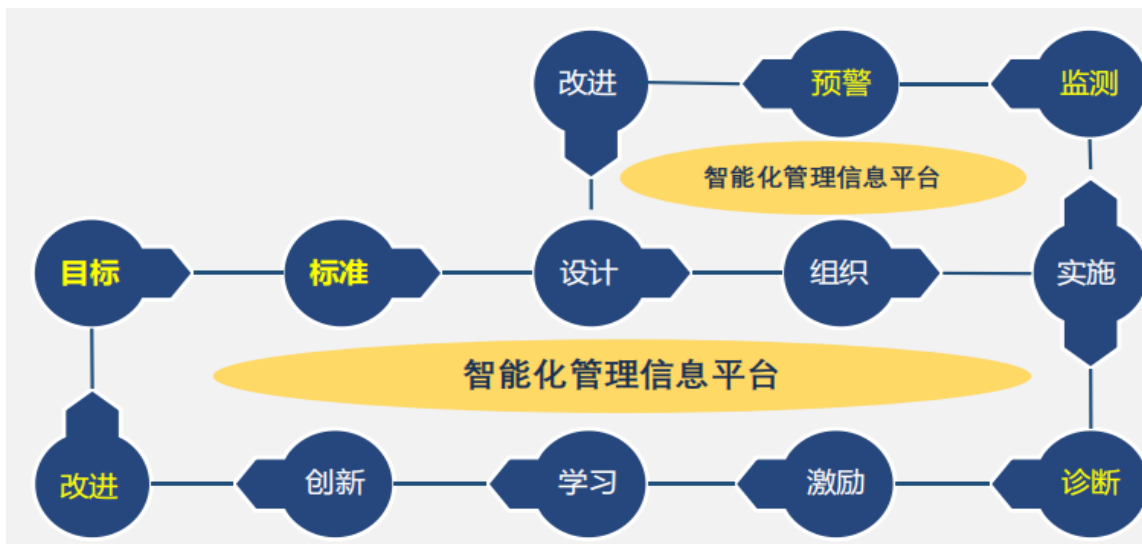 改进
预警
监测
智能化管理信息平台
目标
标准
设计
组织
实施
智能化管理信息平台
改进
创新
学习
激励
诊断